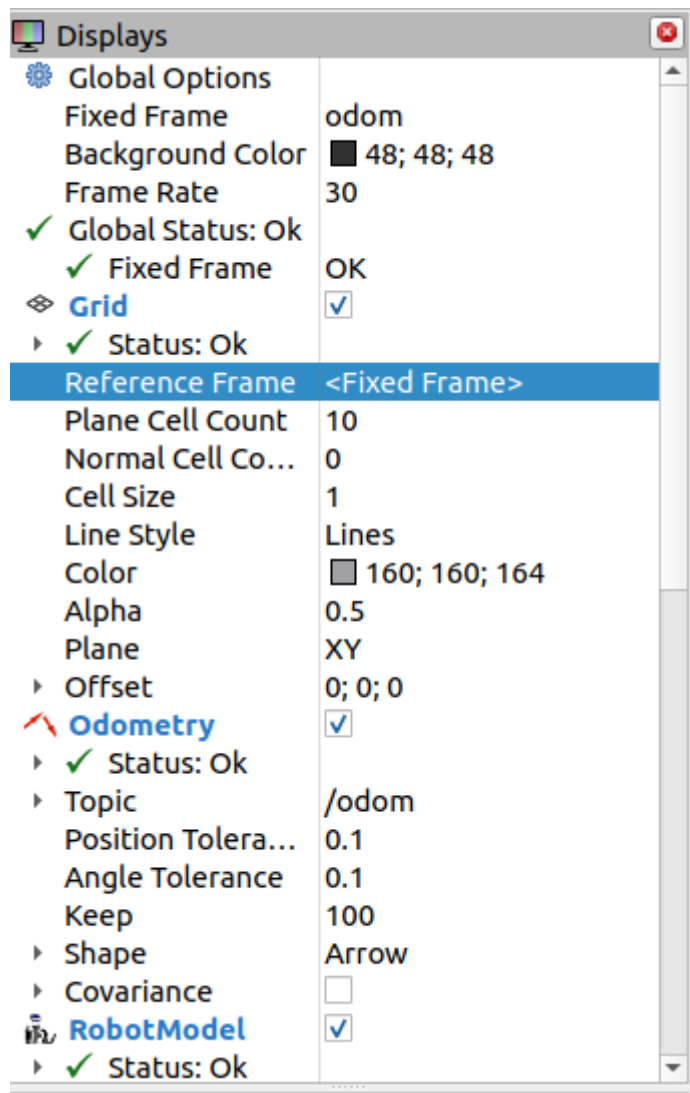 Displays
Global Options
Fixed Frame odom
Background Color 48; 48; 48
Frame Rate 30
Global Status: Ok
Fixed Frame OK
Grid
Status: Ok
Reference Frame <Fixed Frame>
Plane Cell Count 10
Normal Cell Co... 0
Cell Size 1
Line Style Lines
Color 160; 160; 164
Alpha 0.5
Plane XY
Offset 0; 0; 0
Odometry
Status: Ok
Topic /odom
Position Tolera... 0.1
Angle Tolerance 0.1
Keep 100
Shape Arrow
Covariance
RobotModel
Status: Ok